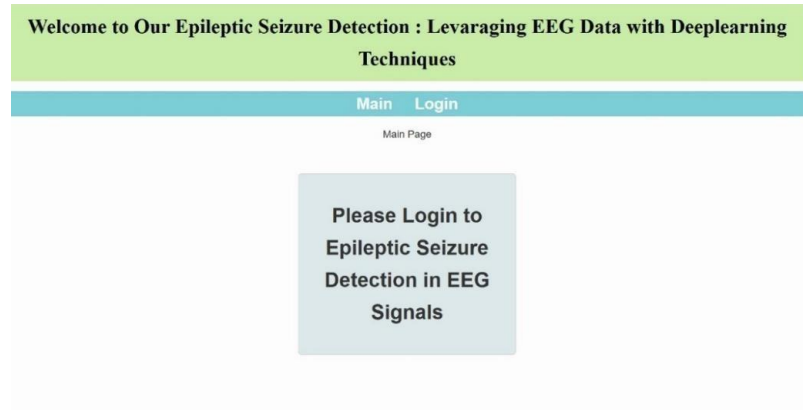 Welcome to Our Epileptic Seizure Detection : Levaraging EEG Data with Deeplearning
Techniques
Main Login
Main Page
Please Login to
Epileptic Seizure
Detection in EEG
Signals